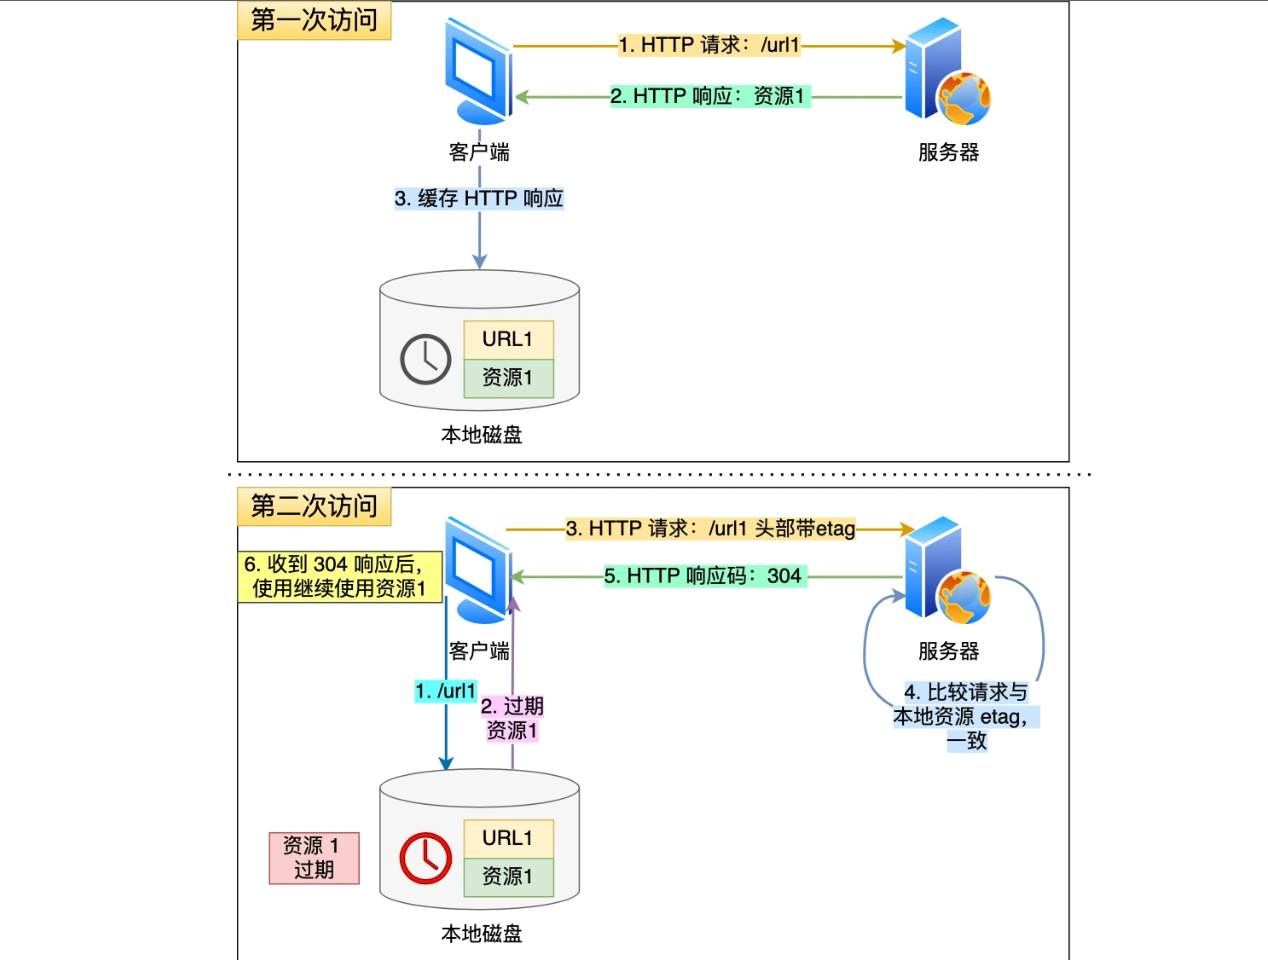 第一次访问
1. HTTP 请求：/url1
2. HTTP 响应：资源1
客户端
服务器
3. 缓存 HTTP 响应
URL1
资源1
本地磁盘
第二次访问
3. HTTP 请求：/url1 头部带etag
6. 收到 304 响应后，
使用继续使用资源1
5. HTTP 响应码：304
客户端
服务器
1. /url1
2. 过期
资源1
4. 比较请求与
本地资源 etag，
一致
资源 1
过期
URL1
资源1
本地磁盘